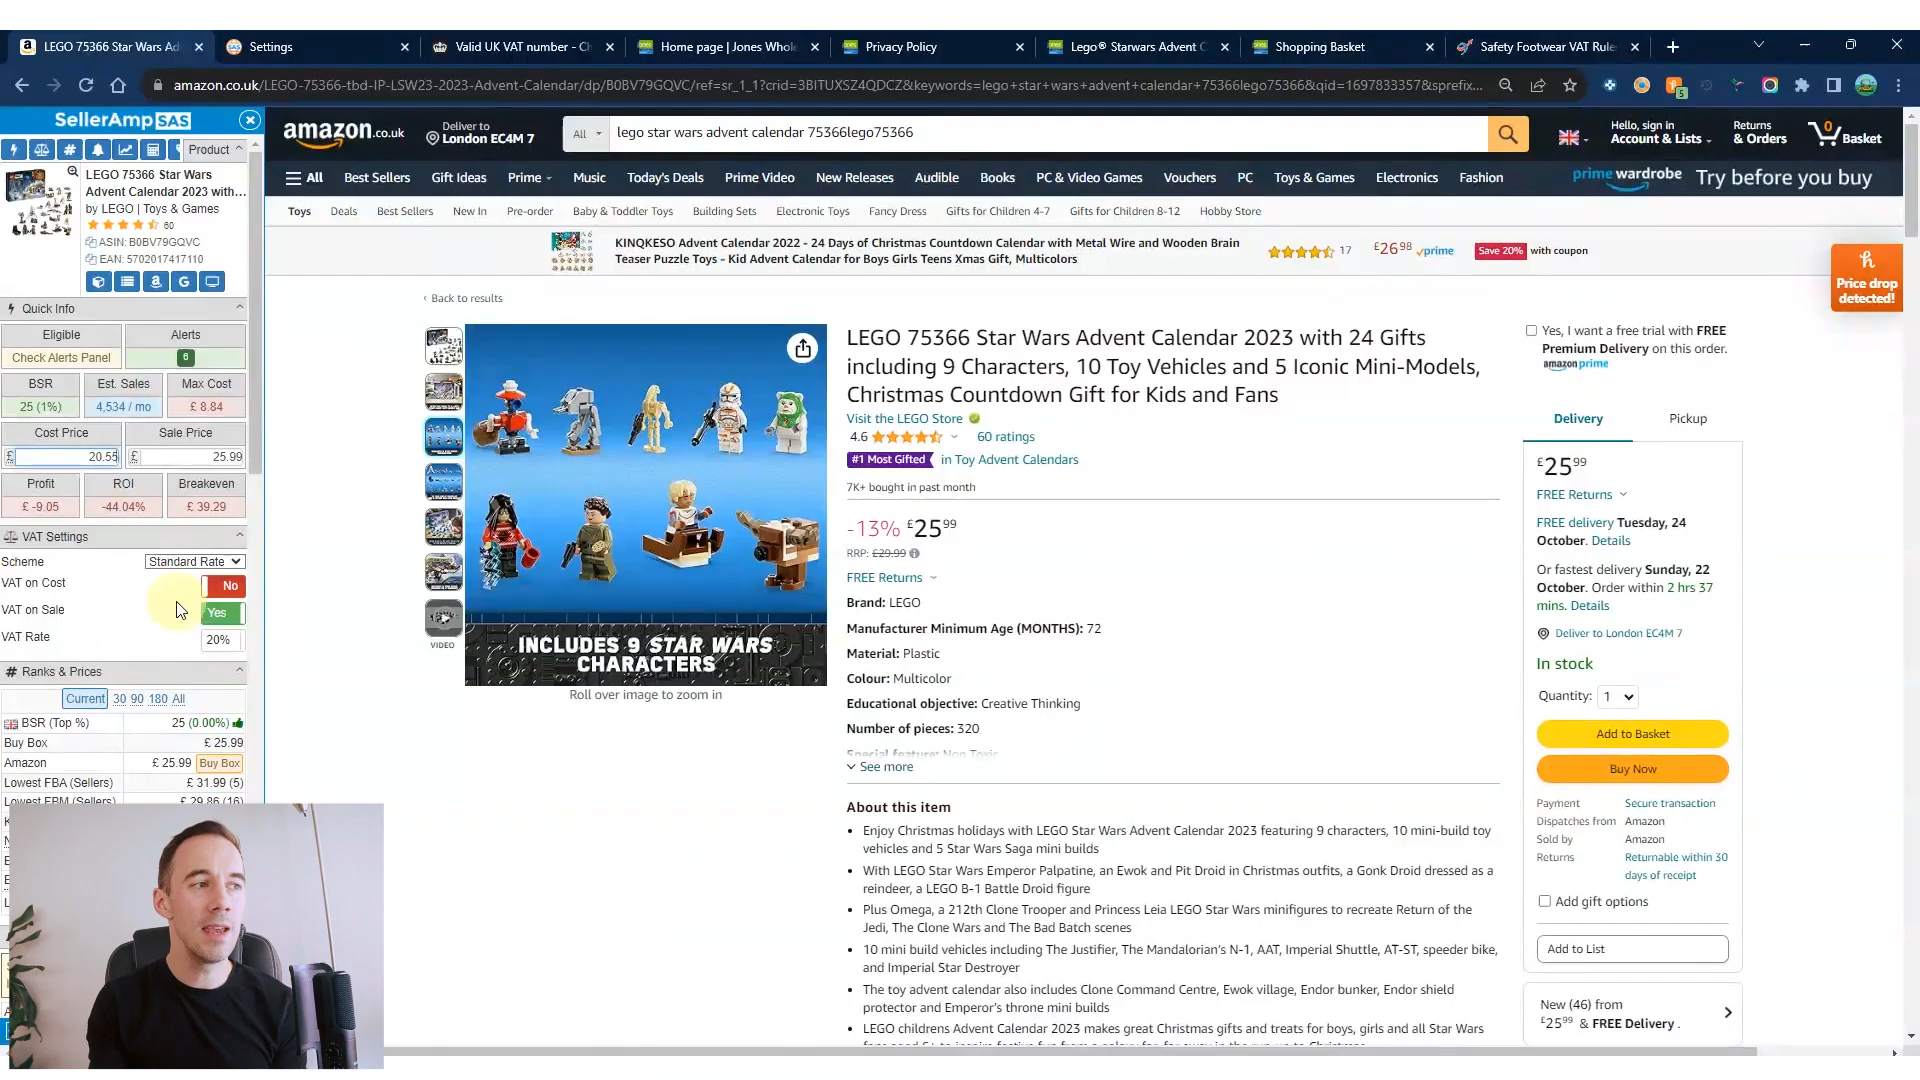 LEGO 75366 Star Wars Ad
Settings
Valid UK VAT number - Ch
Home page | Jones Whole
Privacy Policy
Lego® Starwars Advent C
Shopping Basket
Safety Footwear VAT Rule
amazon.co.uk/LEGO-75366-tbd-IP-LSW23-2023-Advent-Calendar/dp/B0BV79GQVC/ref=sr_1_1?crid=3BITUXSZ4QDCZ&keywords=lego+star+wars+advent+calendar+75366lego75366&qid=1697833357&sprefix...
5
SellerAmp SAS
Product
LEGO 75366 Star Wars
Advent Calendar 2023 with...
by LEGO | Toys & Games
60
ASIN: B0BV79GQVC
EAN: 5702017417110
Quick Info
Eligible Alerts
Check Alerts Panel 6
BSR Est. Sales Max Cost
25 (1%) 4,534 / mo £ 8.84
Cost Price Sale Price
£ 20.55 £ 25.99
Profit ROI Breakeven
£ -9.05 -44.04% £ 39.29
VAT Settings
Scheme Standard Rate
VAT on Cost No
VAT on Sale Yes
VAT Rate 20%
Ranks & Prices
Current 30 90 180 All
BSR (Top %) 25 (0.00%)
Buy Box £ 25.99
Amazon £ 25.99 Buy Box
Lowest FBA (Sellers) £ 31.99 (5)
Lowest FBM (Sellers) £ 29.86 (16)
amazon.co.uk
Deliver to
London EC4M 7
All
lego star wars advent calendar 75366lego75366
Hello, sign in
Account & Lists
Returns
& Orders
0
Basket
All Best Sellers Gift Ideas Prime Music Today's Deals Prime Video New Releases Audible Books PC & Video Games Vouchers PC Toys & Games Electronics Fashion
prime wardrobe Try before you buy
Toys Deals Best Sellers New In Pre-order Baby & Toddler Toys Building Sets Electronic Toys Fancy Dress Gifts for Children 4-7 Gifts for Children 8-12 Hobby Store
KINQKESO Advent Calendar 2022 - 24 Days of Christmas Countdown Calendar with Metal Wire and Wooden Brain
Teaser Puzzle Toys - Kid Advent Calendar for Boys Girls Teens Xmas Gift, Multicolors
17
£26.98 prime
Save 20% with coupon
h
Price drop
detected!
‹ Back to results
INCLUDES 9 STAR WARS
CHARACTERS
VIDEO
Roll over image to zoom in
LEGO 75366 Star Wars Advent Calendar 2023 with 24 Gifts
including 9 Characters, 10 Toy Vehicles and 5 Iconic Mini-Models,
Christmas Countdown Gift for Kids and Fans
Visit the LEGO Store
4.6 60 ratings
#1 Most Gifted in Toy Advent Calendars
7K+ bought in past month
-13% £25.99
RRP: £29.99
FREE Returns
Brand: LEGO
Manufacturer Minimum Age (MONTHS): 72
Material: Plastic
Colour: Multicolor
Educational objective: Creative Thinking
Number of pieces: 320
Special feature: Non Toxic
See more
About this item
• Enjoy Christmas holidays with LEGO Star Wars Advent Calendar 2023 featuring 9 characters, 10 mini-build toy
vehicles and 5 Star Wars Saga mini builds
• With LEGO Star Wars Emperor Palpatine, an Ewok and Pit Droid in Christmas outfits, a Gonk Droid dressed as a
reindeer, a LEGO B-1 Battle Droid figure
• Plus Omega, a 212th Clone Trooper and Princess Leia LEGO Star Wars minifigures to recreate Return of the
Jedi, The Clone Wars and The Bad Batch scenes
• 10 mini build vehicles including The Justifier, The Mandalorian's N-1, AAT, Imperial Shuttle, AT-ST, speeder bike,
and Imperial Star Destroyer
• The toy advent calendar also includes Clone Command Centre, Ewok village, Endor bunker, Endor shield
protector and Emperor's throne mini builds
• LEGO childrens Advent Calendar 2023 makes great Christmas gifts and treats for boys, girls and all Star Wars
Yes, I want a free trial with FREE
Premium Delivery on this order.
amazon prime
Delivery Pickup
£25.99
FREE Returns
FREE delivery Tuesday, 24
October. Details
Or fastest delivery Sunday, 22
October. Order within 2 hrs 37
mins. Details
Deliver to London EC4M 7
In stock
Quantity: 1
Add to Basket
Buy Now
Payment Secure transaction
Dispatches from Amazon
Sold by Amazon
Returns Returnable within 30
days of receipt
Add gift options
Add to List
New (46) from
£25.99 & FREE Delivery .